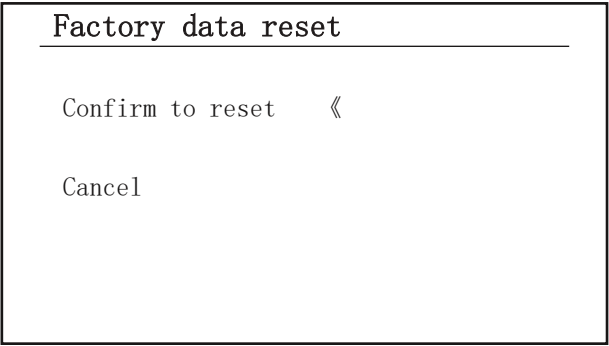 Factory data reset
Confirm to reset 《
Cancel